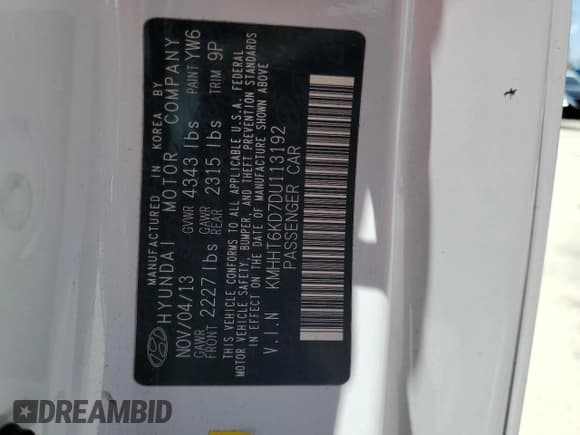 MANUFACTURED IN KOREA BY
HYUNDAI MOTOR COMPANY
NOV/04/13 GVWR 4343 lbs PAINT YW6
GAWR FRONT 2227 lbs GAWR REAR 2315 lbs TRIM 9P
THIS VEHICLE CONFORMS TO ALL APPLICABLE U.S.A. FEDERAL
MOTOR VEHICLE SAFETY, BUMPER, AND THEFT PREVENTION STANDARDS
IN EFFECT ON THE DATE OF MANUFACTURE SHOWN ABOVE
V.I.N KMHHT6KD7DU113192
PASSENGER CAR
DREAMBID